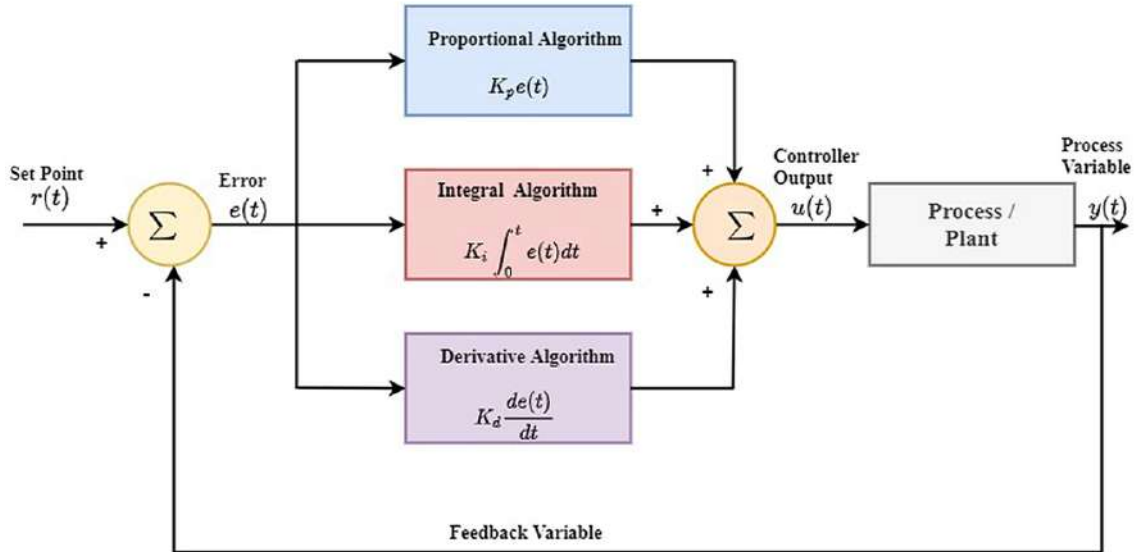 Proportional Algorithm
K_p e(t)
Set Point
r(t)
+
Σ
-
Error
e(t)
Integral Algorithm
K_i ∫_0^t e(t)dt
Derivative Algorithm
K_d de(t)/dt
+
+
+
Σ
Controller
Output
u(t)
Process /
Plant
Process
Variable
y(t)
Feedback Variable